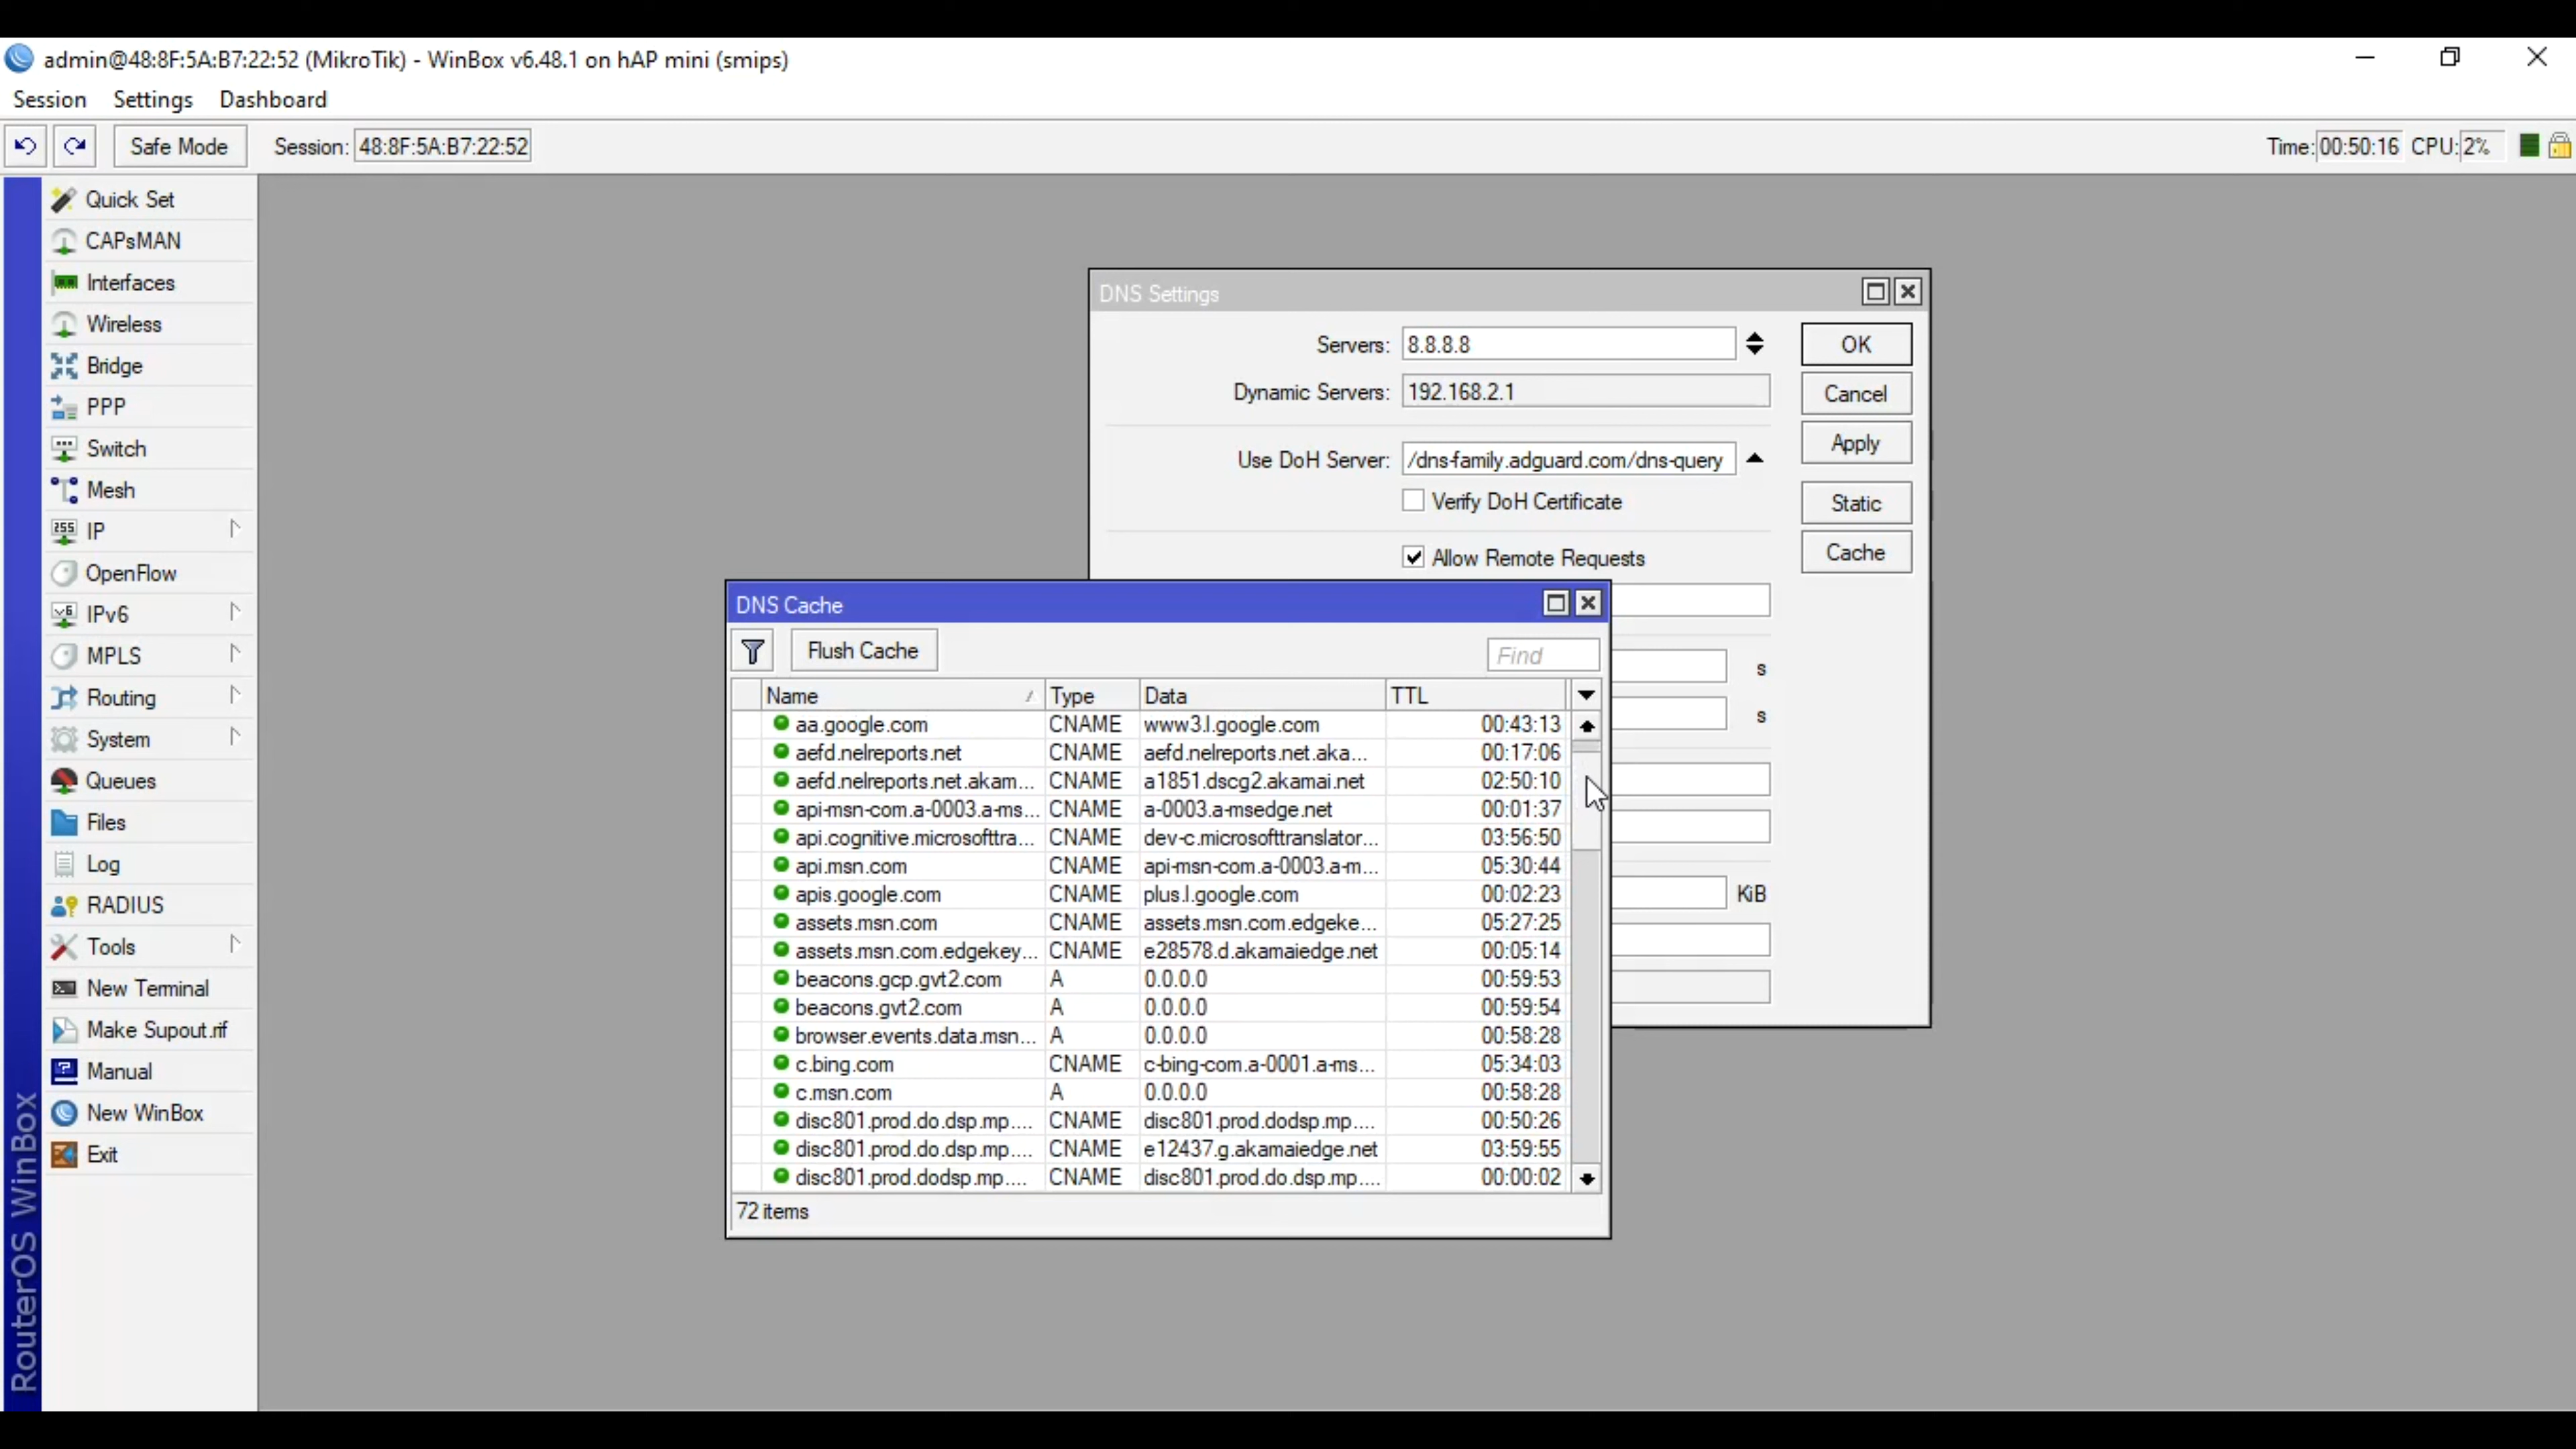 admin@48:8F:5A:B7:22:52 (MikroTik) - WinBox v6.48.1 on hAP mini (smips)
Session Settings Dashboard
Safe Mode Session: 48:8F:5A:B7:22:52 Time: 00:50:16 CPU: 2%
Quick Set
CAPsMAN
Interfaces
Wireless
Bridge
PPP
Switch
Mesh
IP
OpenFlow
IPv6
MPLS
Routing
System
Queues
Files
Log
RADIUS
Tools
New Terminal
Make Supout.rif
Manual
New WinBox
Exit
RouterOS WinBox
DNS Settings
Servers: 8.8.8.8 OK
Dynamic Servers: 192.168.2.1 Cancel
Apply
Use DoH Server: /dns-family.adguard.com/dns-query
Verify DoH Certificate Static
Allow Remote Requests Cache
s
s
KiB
DNS Cache
Flush Cache Find
Name Type Data TTL
aa.google.com CNAME www3.l.google.com 00:43:13
aefd.nelreports.net CNAME aefd.nelreports.net.aka... 00:17:06
aefd.nelreports.net.akam... CNAME a1851.dscg2.akamai.net 02:50:10
api-msn-com.a-0003.a-ms... CNAME a-0003.a-msedge.net 00:01:37
api.cognitive.microsofttra... CNAME dev-c.microsofttranslator... 03:56:50
api.msn.com CNAME api-msn-com.a-0003.a-m... 05:30:44
apis.google.com CNAME plus.l.google.com 00:02:23
assets.msn.com CNAME assets.msn.com.edgeke... 05:27:25
assets.msn.com.edgekey... CNAME e28578.d.akamaiedge.net 00:05:14
beacons.gcp.gvt2.com A 0.0.0.0 00:59:53
beacons.gvt2.com A 0.0.0.0 00:59:54
browser.events.data.msn... A 0.0.0.0 00:58:28
c.bing.com CNAME c-bing-com.a-0001.a-ms... 05:34:03
c.msn.com A 0.0.0.0 00:58:28
disc801.prod.do.dsp.mp.... CNAME disc801.prod.dodsp.mp.... 00:50:26
disc801.prod.do.dsp.mp.... CNAME e12437.g.akamaiedge.net 03:59:55
disc801.prod.dodsp.mp.... CNAME disc801.prod.do.dsp.mp.... 00:00:02
72 items